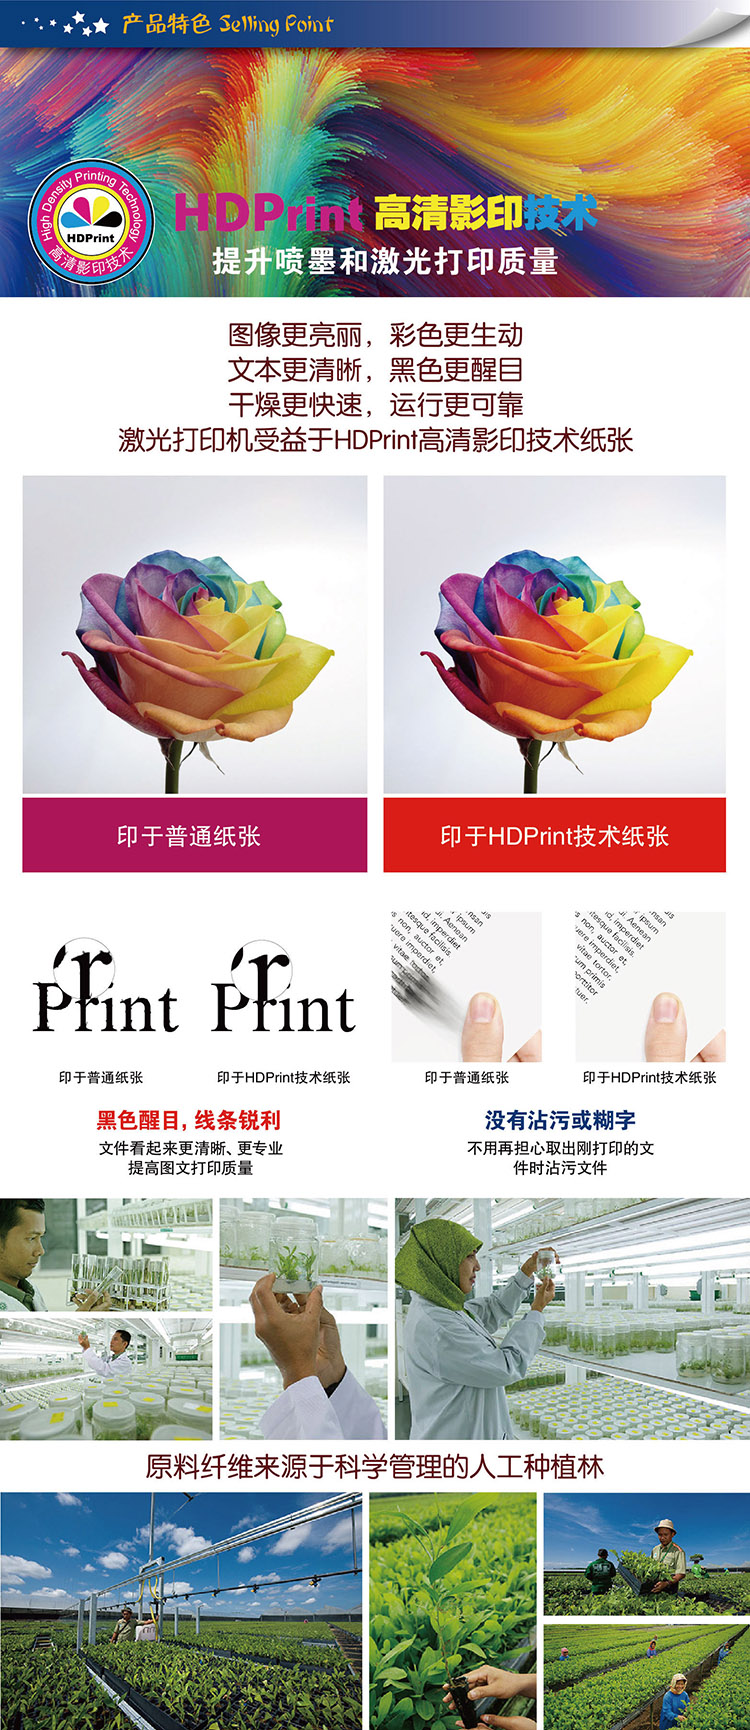 产品特色 Selling Point
High Density Printing Technology
HDPrint
高清影印技术
HDPrint 高清影印技术
提升喷墨和激光打印质量
图像更亮丽，彩色更生动
文本更清晰，黑色更醒目
干燥更快速，运行更可靠
激光打印机受益于HDPrint高清影印技术纸张
印于普通纸张
印于HDPrint技术纸张
r
Print
r
Print
印于普通纸张
印于HDPrint技术纸张
印于普通纸张
印于HDPrint技术纸张
黑色醒目, 线条锐利
文件看起来更清晰、更专业
提高图文打印质量
没有沾污或糊字
不用再担心取出刚打印的文
件时沾污文件
原料纤维来源于科学管理的人工种植林